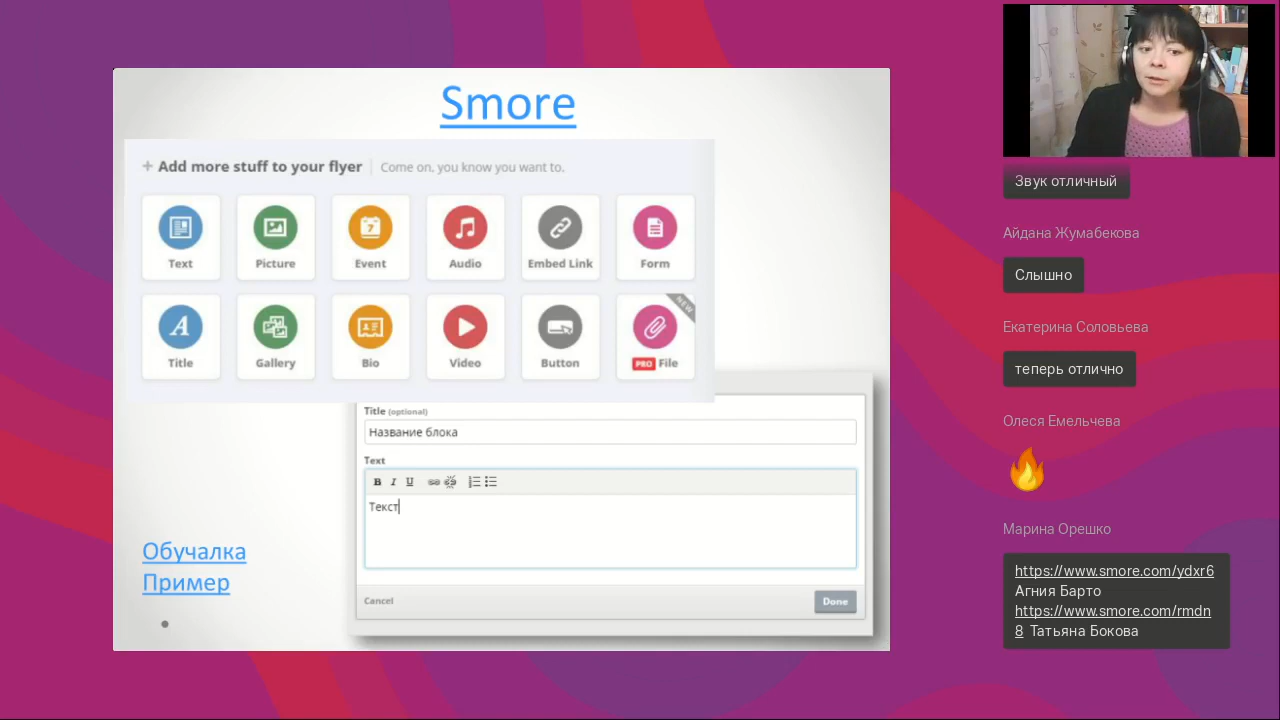 Smore
+ Add more stuff to your flyer | Come on, you know you want to.
Text
Picture
7
Event
Audio
Embed Link
Form
A
Title
Gallery
Bio
Video
Button
NEW
PRO File
Title (optional)
Название блока
Text
B I U
Текст
Cancel
Done
Обучалка
Пример
Звук отличный
Айдана Жумабекова
Слышно
Екатерина Соловьева
теперь отлично
Олеся Емельчева
Марина Орешко
https://www.smore.com/ydxr6
Агния Барто
https://www.smore.com/rmdn
8 Татьяна Бокова